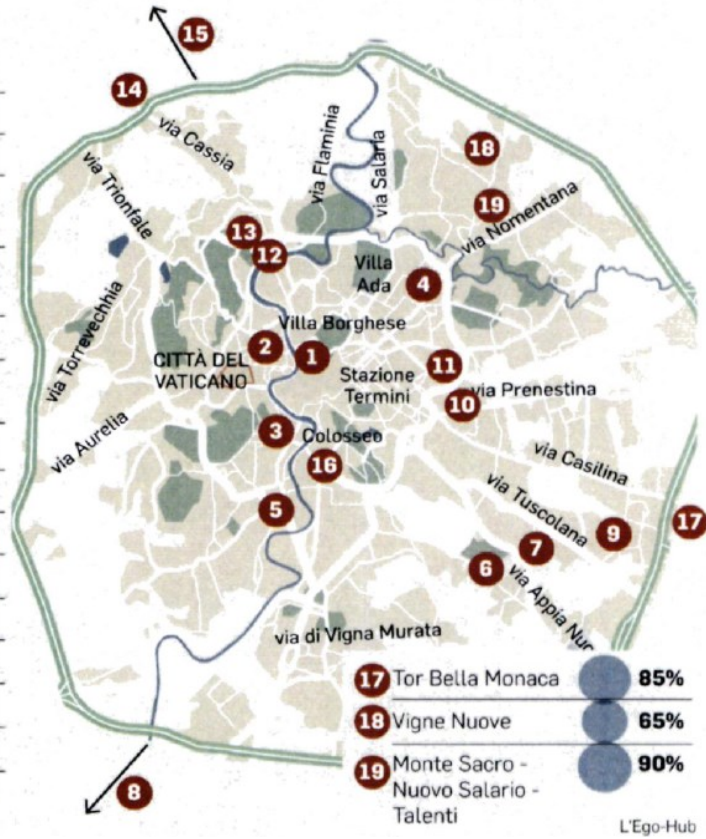 15
14
via Cassia
via Flaminia
via Salaria
18
via Trionfale
19
via Nomentana
13
12
Villa
Ada
4
via Torrevechhia
Villa Borghese
2
1
11
CITTÀ DEL
VATICANO
Stazione
Termini
via Prenestina
10
via Aurelia
3
Colosseo
16
via Casilina
via Tuscolana
5
17
9
7
6
via Appia Nuo
via di Vigna Murata
17 Tor Bella Monaca 85%
18 Vigne Nuove 65%
19 Monte Sacro - 90%
Nuovo Salario -
Talenti
8
L'Ego-Hub